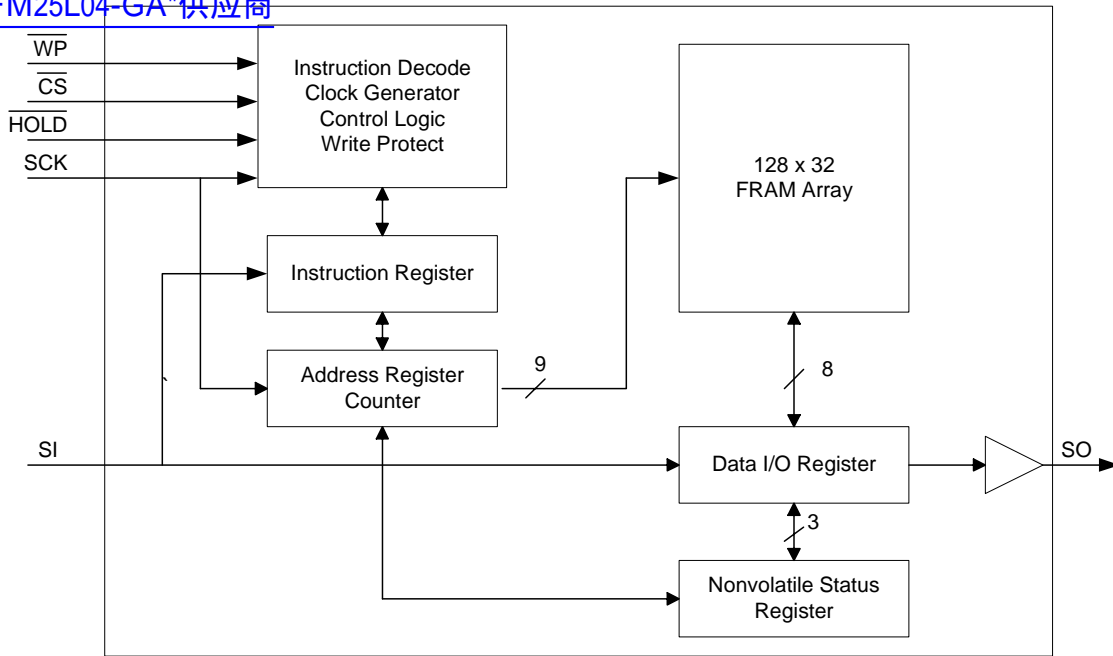 FM25L04-GA"供应商
WP
CS
HOLD
SCK
Instruction Decode
Clock Generator
Control Logic
Write Protect
128 x 32
FRAM Array
Instruction Register
Address Register
Counter
9
8
SI
Data I/O Register
SO
3
Nonvolatile Status
Register